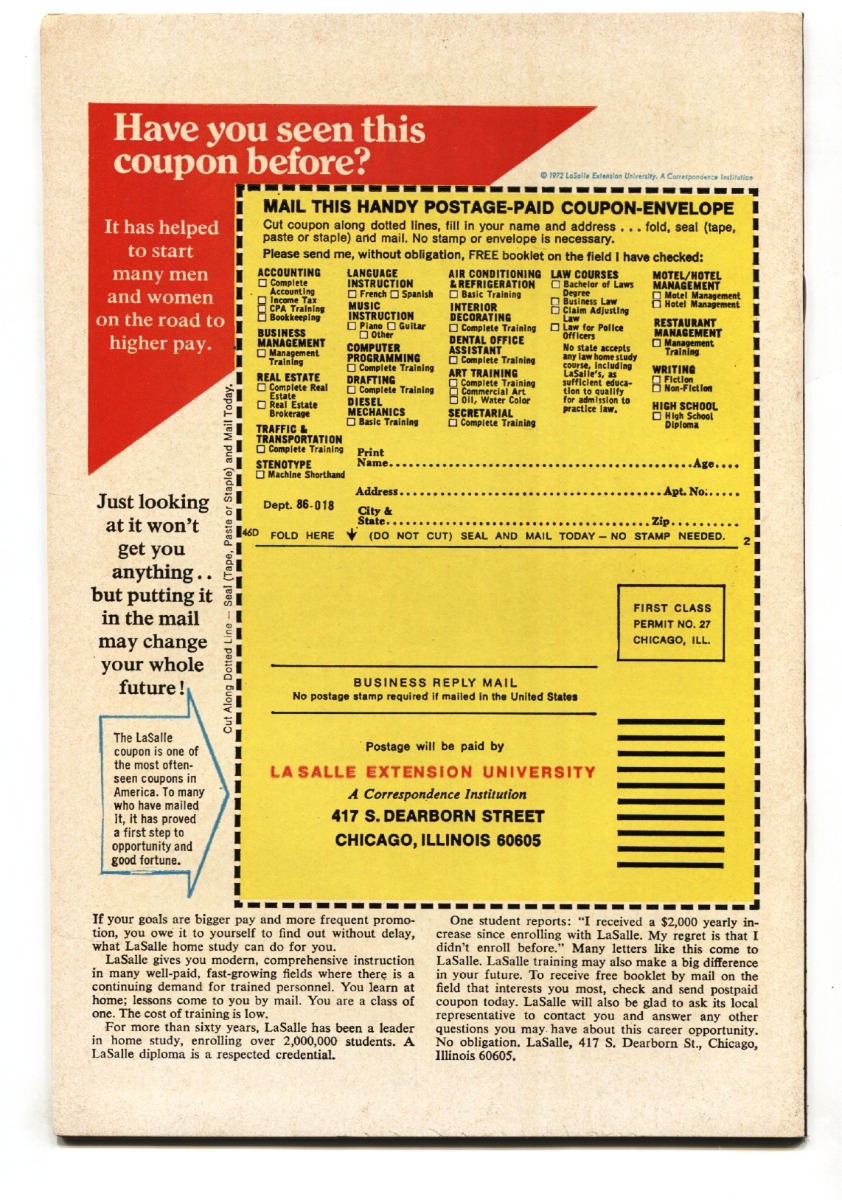 Have you seen this
coupon before?
© 1972 LaSalle Extension University. A Correspondence Institution
It has helped
to start
many men
and women
on the road to
higher pay.
Just looking
at it won't
get you
anything..
but putting it
in the mail
may change
your whole
future!
The LaSalle
coupon is one of
the most often-
seen coupons in
America. To many
who have mailed
it, it has proved
a first step to
opportunity and
good fortune.
Cut Along Dotted Line — Seal (Tape, Paste or Staple) and Mail Today.
MAIL THIS HANDY POSTAGE-PAID COUPON-ENVELOPE
Cut coupon along dotted lines, fill in your name and address . . . fold, seal (tape,
paste or staple) and mail. No stamp or envelope is necessary.
Please send me, without obligation, FREE booklet on the field I have checked:
ACCOUNTING
☐ Complete
Accounting
☐ Income Tax
☐ CPA Training
☐ Bookkeeping
BUSINESS
MANAGEMENT
☐ Management
Training
REAL ESTATE
☐ Complete Real
Estate
☐ Real Estate
Brokerage
TRAFFIC &
TRANSPORTATION
☐ Complete Training
STENOTYPE
☐ Machine Shorthand
LANGUAGE
INSTRUCTION
☐ French ☐ Spanish
MUSIC
INSTRUCTION
☐ Piano ☐ Guitar
☐ Other
COMPUTER
PROGRAMMING
☐ Complete Training
DRAFTING
☐ Complete Training
DIESEL
MECHANICS
☐ Basic Training
AIR CONDITIONING
& REFRIGERATION
☐ Basic Training
INTERIOR
DECORATING
☐ Complete Training
DENTAL OFFICE
ASSISTANT
☐ Complete Training
ART TRAINING
☐ Complete Training
☐ Commercial Art
☐ Oil, Water Color
SECRETARIAL
☐ Complete Training
LAW COURSES
☐ Bachelor of Laws
Degree
☐ Business Law
☐ Claim Adjusting
Law
☐ Law for Police
Officers
No state accepts
any law home study
course, including
LaSalle's, as
sufficient educa-
tion to qualify
for admission to
practice law.
MOTEL/HOTEL
MANAGEMENT
☐ Motel Management
☐ Hotel Management
RESTAURANT
MANAGEMENT
☐ Management
Training
WRITING
☐ Fiction
☐ Non-Fiction
HIGH SCHOOL
☐ High School
Diploma
Print
Name..........Age....
Address..........Apt. No:.....
Dept. 86-018
City &
State..........Zip..........
46D FOLD HERE ↓ (DO NOT CUT) SEAL AND MAIL TODAY — NO STAMP NEEDED. 2
FIRST CLASS
PERMIT NO. 27
CHICAGO, ILL.
BUSINESS REPLY MAIL
No postage stamp required if mailed in the United States
Postage will be paid by
LA SALLE EXTENSION UNIVERSITY
A Correspondence Institution
417 S. DEARBORN STREET
CHICAGO, ILLINOIS 60605
If your goals are bigger pay and more frequent promo-
tion, you owe it to yourself to find out without delay,
what LaSalle home study can do for you.
LaSalle gives you modern, comprehensive instruction
in many well-paid, fast-growing fields where there is a
continuing demand for trained personnel. You learn at
home; lessons come to you by mail. You are a class of
one. The cost of training is low.
For more than sixty years, LaSalle has been a leader
in home study, enrolling over 2,000,000 students. A
LaSalle diploma is a respected credential.
One student reports: "I received a $2,000 yearly in-
crease since enrolling with LaSalle. My regret is that I
didn't enroll before." Many letters like this come to
LaSalle. LaSalle training may also make a big difference
in your future. To receive free booklet by mail on the
field that interests you most, check and send postpaid
coupon today. LaSalle will also be glad to ask its local
representative to contact you and answer any other
questions you may have about this career opportunity.
No obligation. LaSalle, 417 S. Dearborn St., Chicago,
Illinois 60605.